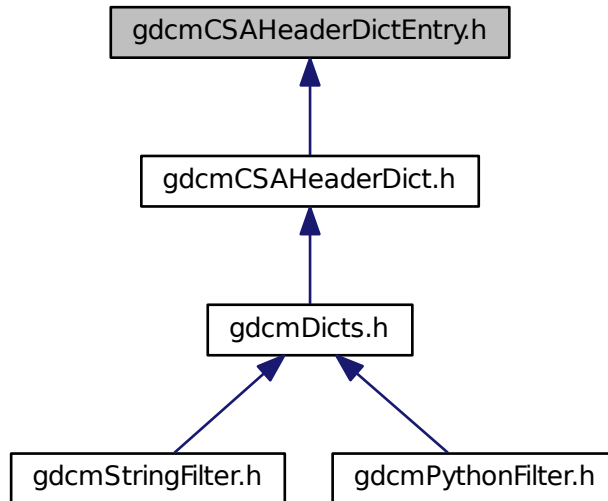 gdcmCSAHeaderDictEntry.h
gdcmCSAHeaderDict.h
gdcmDicts.h
gdcmStringFilter.h
gdcmPythonFilter.h